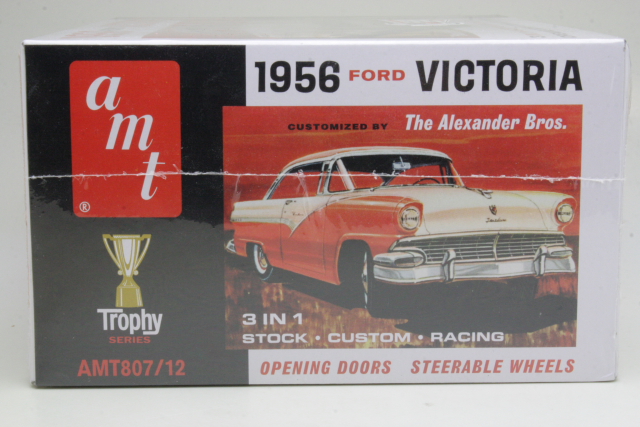 amt
®
Trophy
SERIES
AMT807/12
1956 FORD VICTORIA
CUSTOMIZED BY The Alexander Bros.
3 IN 1
STOCK · CUSTOM · RACING
OPENING DOORS STEERABLE WHEELS